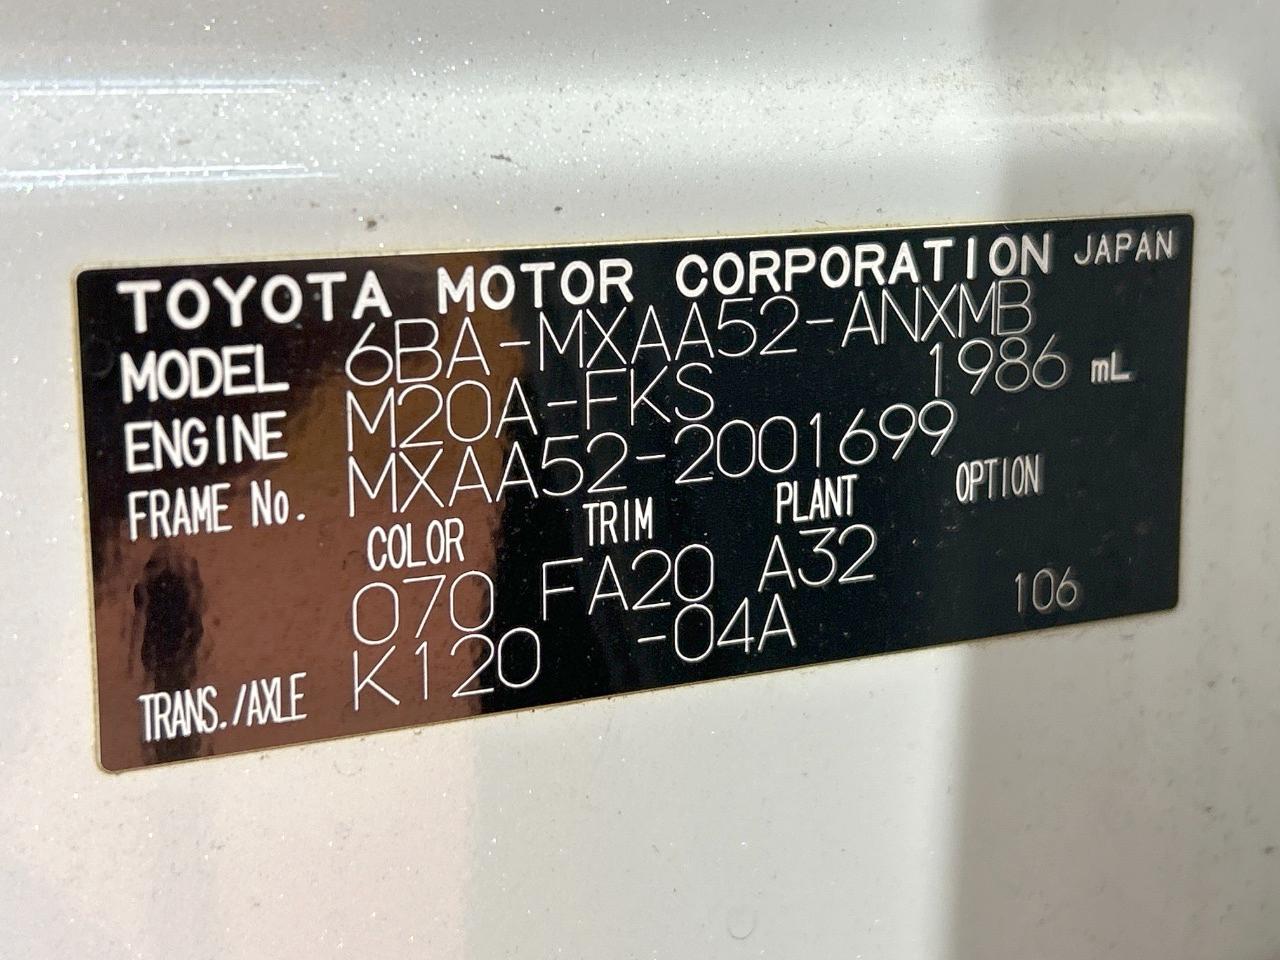 TOYOTA MOTOR CORPORATION JAPAN
MODEL 6BA-MXAA52-ANXMB
ENGINE M20A-FKS 1986 mL
FRAME No. MXAA52-2001699
COLOR TRIM PLANT OPTION
070 FA20 A32
TRANS./AXLE K120 -04A 106